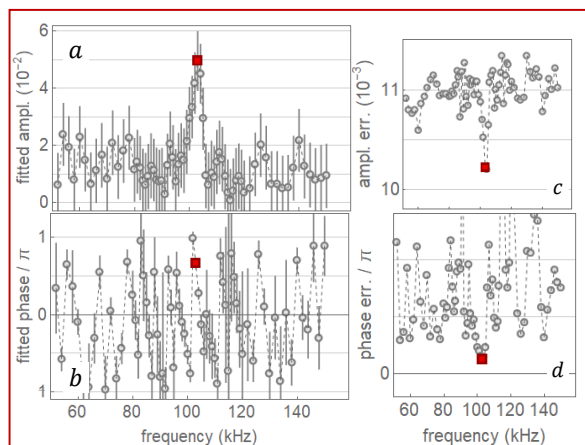 a
fitted ampl. (10⁻²)
6
4
2
0
b
fitted phase / π
1
0
1
60 80 100 120 140
frequency (kHz)
c
ampl. err. (10⁻³)
11
10
d
phase err. / π
0
60 80 100 120 140
frequency (kHz)